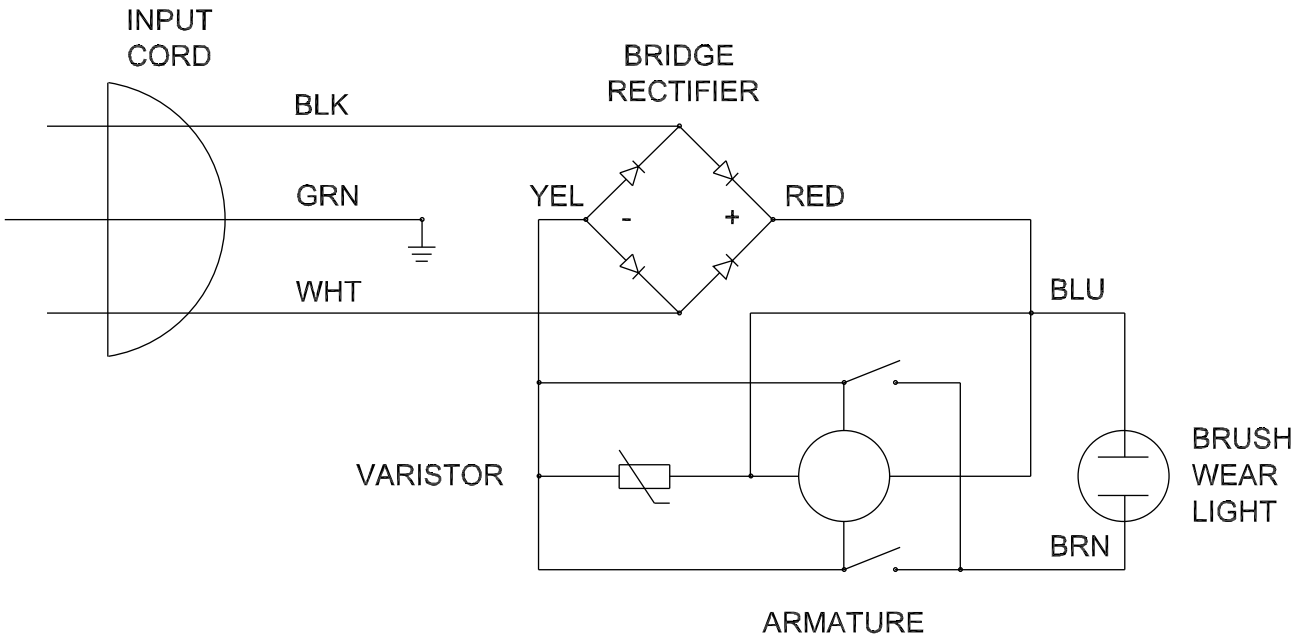 INPUT
CORD
BRIDGE
RECTIFIER
BLK
GRN
YEL
-
+
RED
WHT
BLU
VARISTOR
BRUSH
WEAR
LIGHT
BRN
ARMATURE